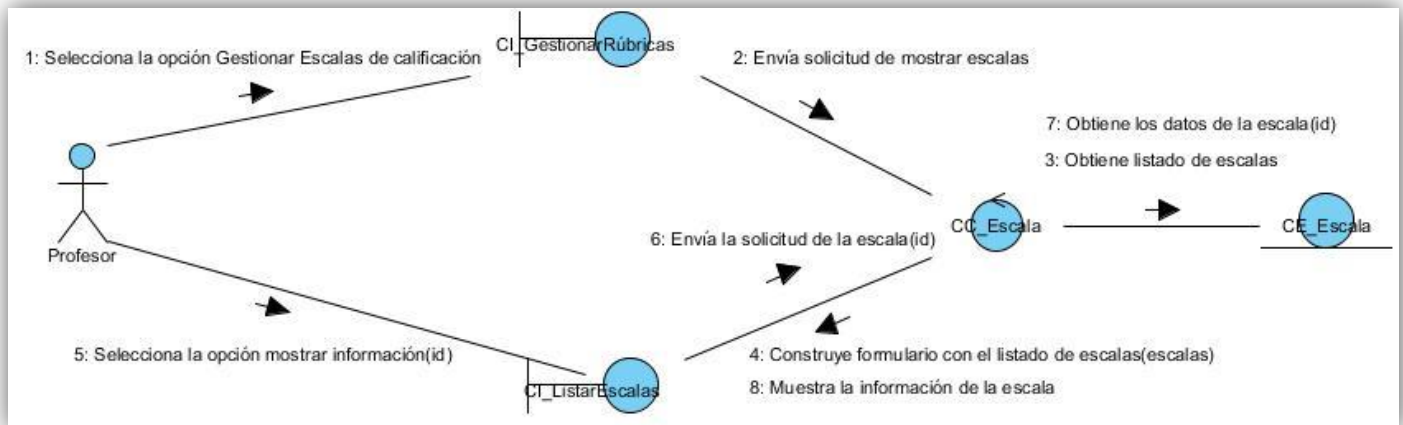 CI_GestionarRúbricas
1: Selecciona la opción Gestionar Escalas de calificación
2: Envía solicitud de mostrar escalas
7: Obtiene los datos de la escala(id)
3: Obtiene listado de escalas
CC_Escala
CE_Escala
6: Envía la solicitud de la escala(id)
Profesor
5: Selecciona la opción mostrar información(id)
4: Construye formulario con el listado de escalas(escalas)
CI_ListarEscalas
8: Muestra la información de la escala